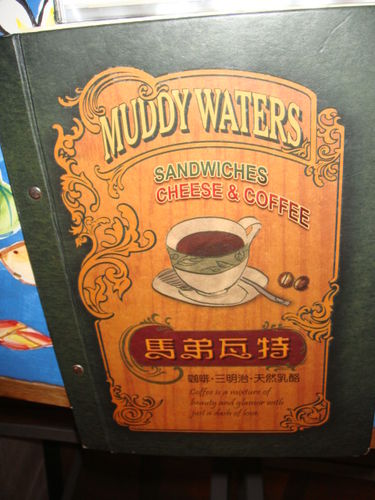 MUDDY WATERS
SANDWICHES
CHEESE & COFFEE
馬弟瓦特
咖啡·三明治·天然乳酪
Coffee is a mixture of
beauty and glamor with
just a dash of love.